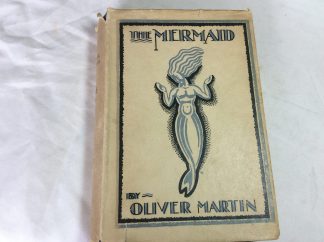 THE MERMAID
BY
OLIVER MARTIN